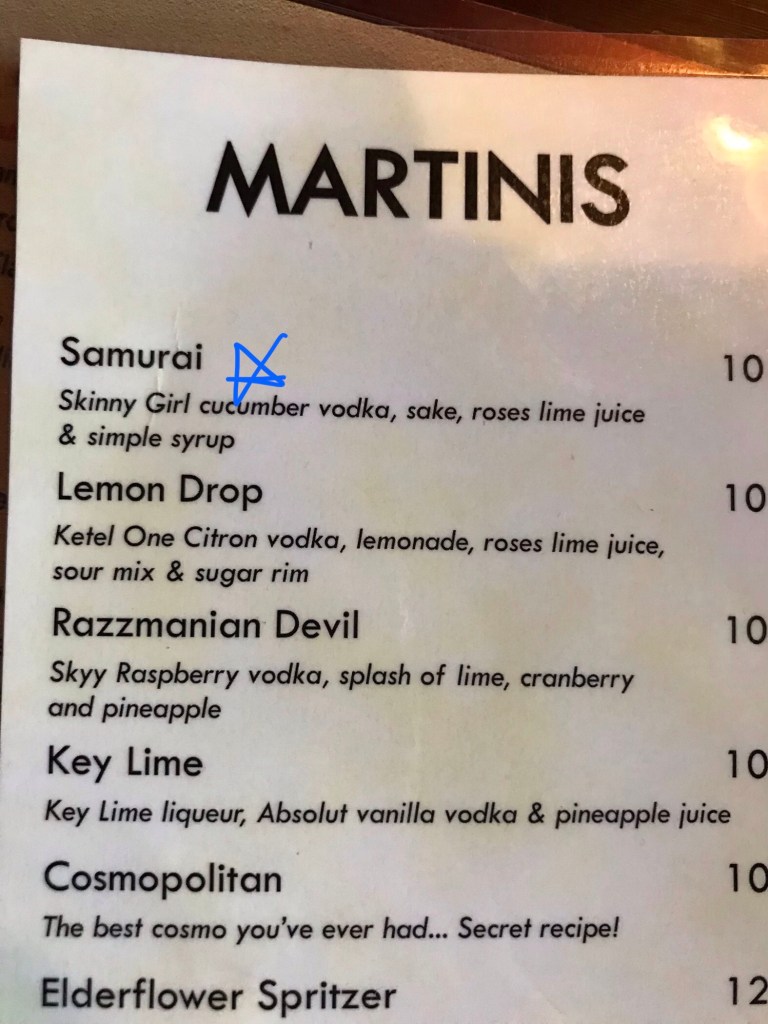 MARTINIS
Samurai 10
Skinny Girl cucumber vodka, sake, roses lime juice
& simple syrup
Lemon Drop 10
Ketel One Citron vodka, lemonade, roses lime juice,
sour mix & sugar rim
Razzmanian Devil 10
Skyy Raspberry vodka, splash of lime, cranberry
and pineapple
Key Lime 10
Key Lime liqueur, Absolut vanilla vodka & pineapple juice
Cosmopolitan 10
The best cosmo you've ever had... Secret recipe!
Elderflower Spritzer 12